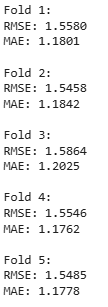 Fold 1:
RMSE: 1.5580
MAE: 1.1801
Fold 2:
RMSE: 1.5458
MAE: 1.1842
Fold 3:
RMSE: 1.5864
MAE: 1.2025
Fold 4:
RMSE: 1.5546
MAE: 1.1762
Fold 5:
RMSE: 1.5485
MAE: 1.1778